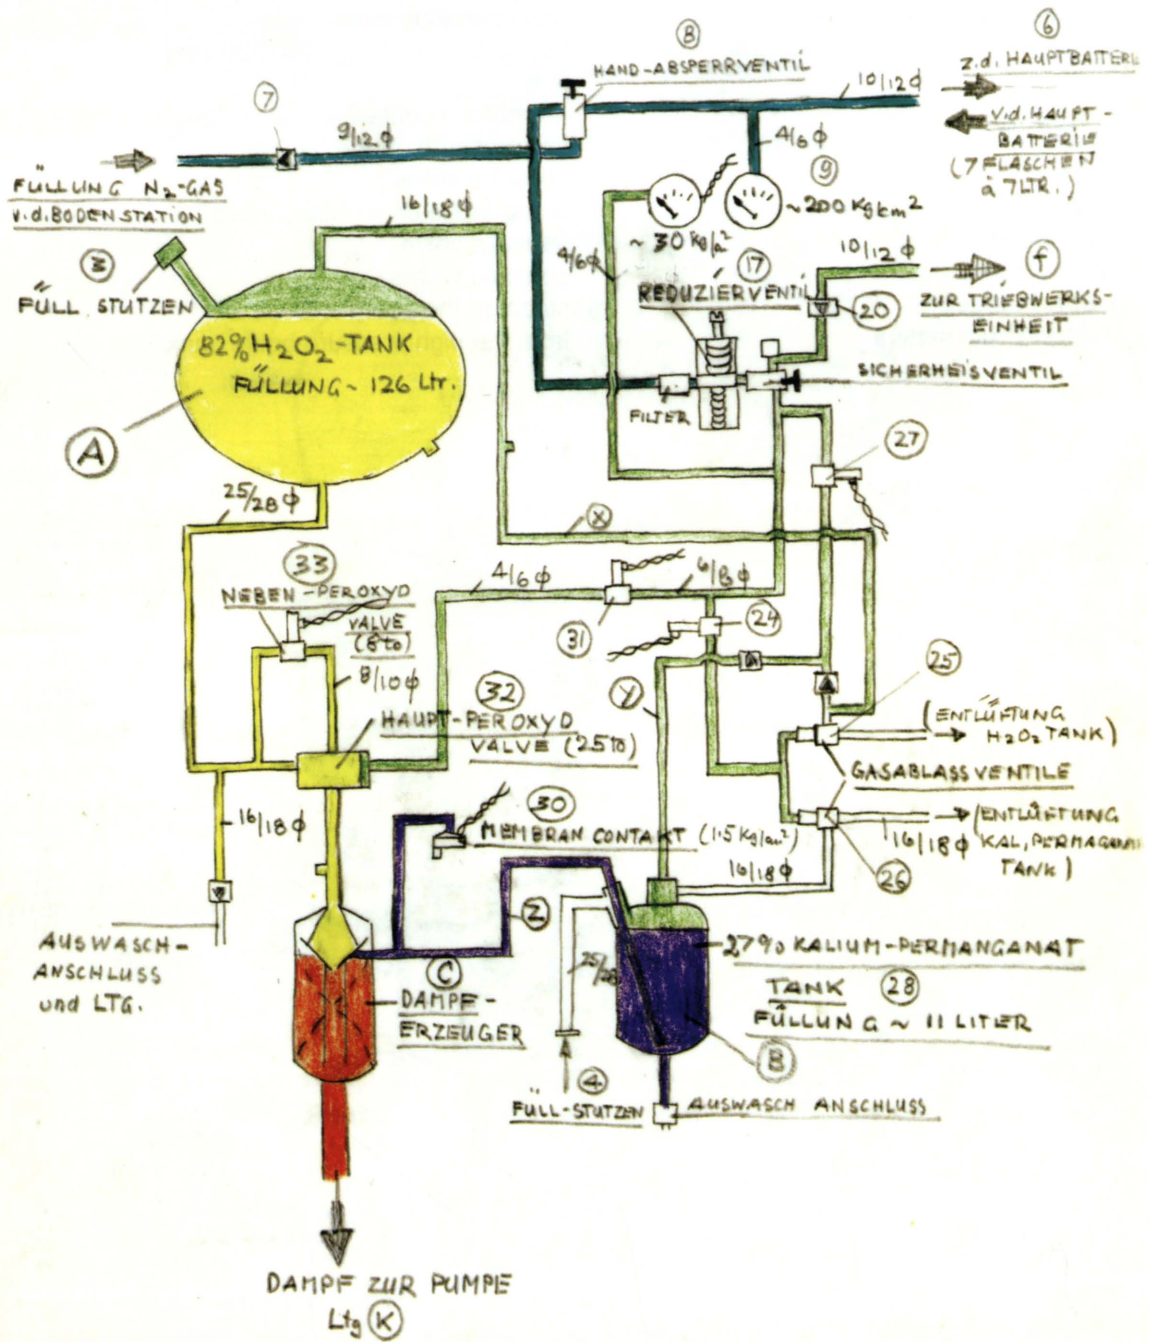 6
8
z.d. HAUPTBATTERI
HAND-ABSPERRVENTIL
10/12 ϕ
7
v.d. HAUPT-
BATTERIE
(7 FLASCHEN
à 7 LTR.)
9/12 ϕ
4/6 ϕ
FÜLLUNG N₂-GAS
v.d. BODENSTATION
9
~200 Kg/cm²
16/18 ϕ
~30 kg/a²
10/12 ϕ
3
FÜLL STUTZEN
4/6 ϕ
17
REDUZIERVENTIL
f
20
ZUR TRIEBWERKS-
EINHEIT
82% H₂O₂-TANK
FÜLLUNG ~ 126 Ltr.
SICHERHEISVENTIL
FILTER
A
27
25/28 ϕ
X
33
NEBEN-PEROXYD
VALVE
(8 to)
4/6 ϕ
6/8 ϕ
31
24
8/10 ϕ
32
HAUPT-PEROXYD
VALVE (25 to)
Y
25
(ENTLÜFTUNG
H₂O₂ TANK)
GASABLASSVENTILE
16/18 ϕ
30
MEMBRAN CONTAKT (1.5 Kg/cm²)
(ENTLÜFTUNG
16/18 ϕ
KAL, PERMAGANA
TANK)
16/18 ϕ
26
Z
AUSWASCH-
ANSCHLUSS
und LTG.
C
DAMPF-
ERZEUGER
25/28
27% KALIUM-PERMANGANAT
TANK 28
FÜLLUNG ~ 11 LITER
B
4
FÜLL-STUTZEN
AUSWASCH ANSCHLUSS
DAMPF ZUR PUMPE
Ltg K